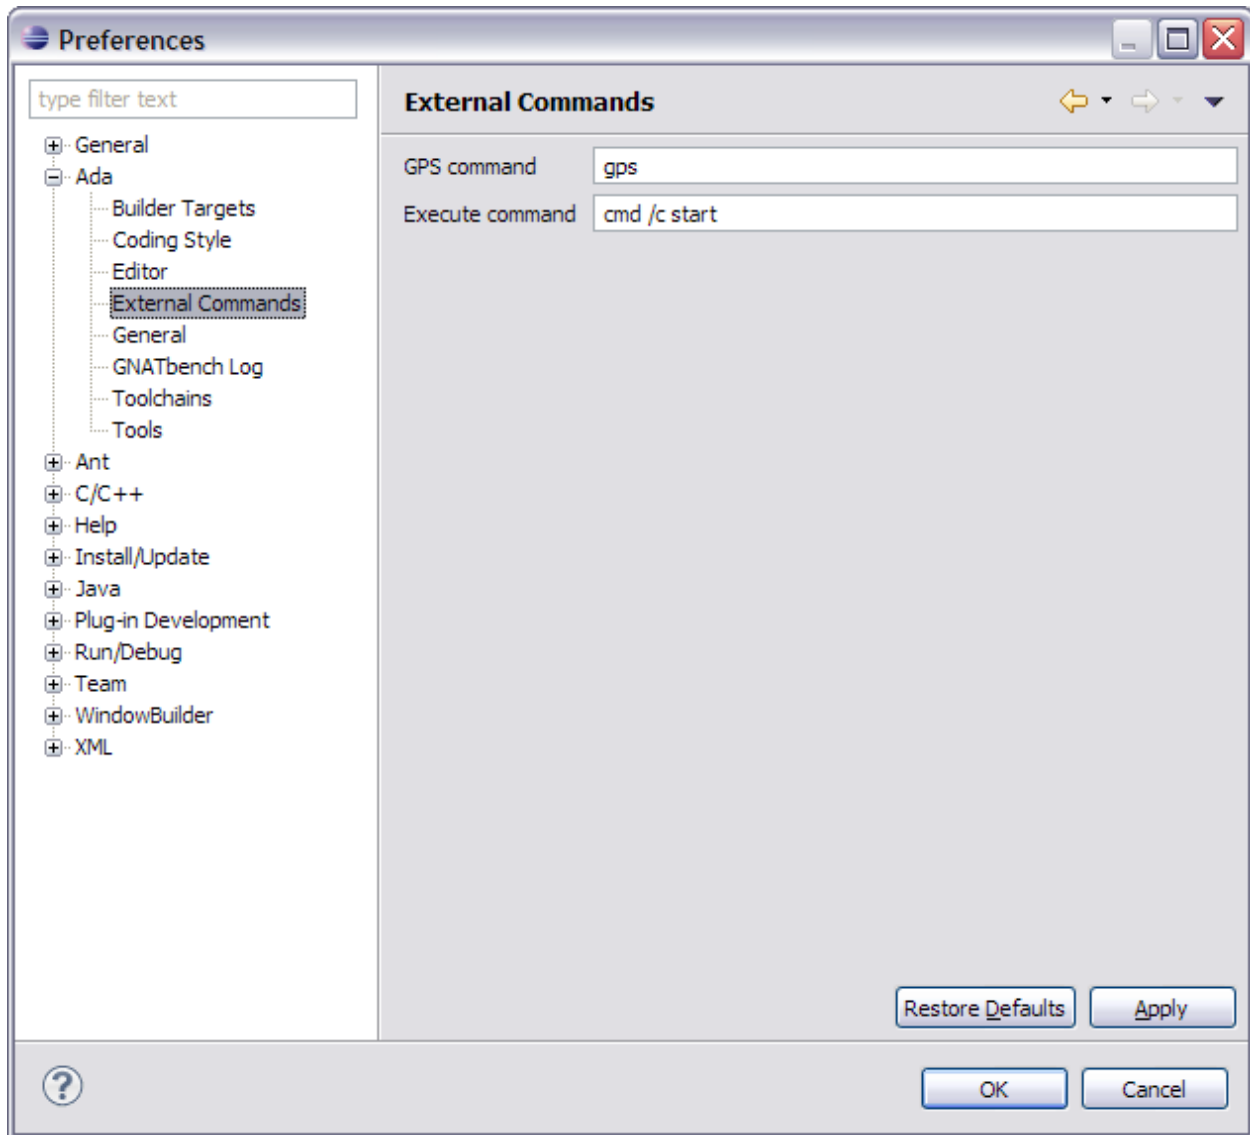 Preferences
type filter text
General
Ada
Builder Targets
Coding Style
Editor
External Commands
General
GNATbench Log
Toolchains
Tools
Ant
C/C++
Help
Install/Update
Java
Plug-in Development
Run/Debug
Team
WindowBuilder
XML
External Commands
GPS command gps
Execute command cmd /c start
Restore Defaults Apply
? OK Cancel